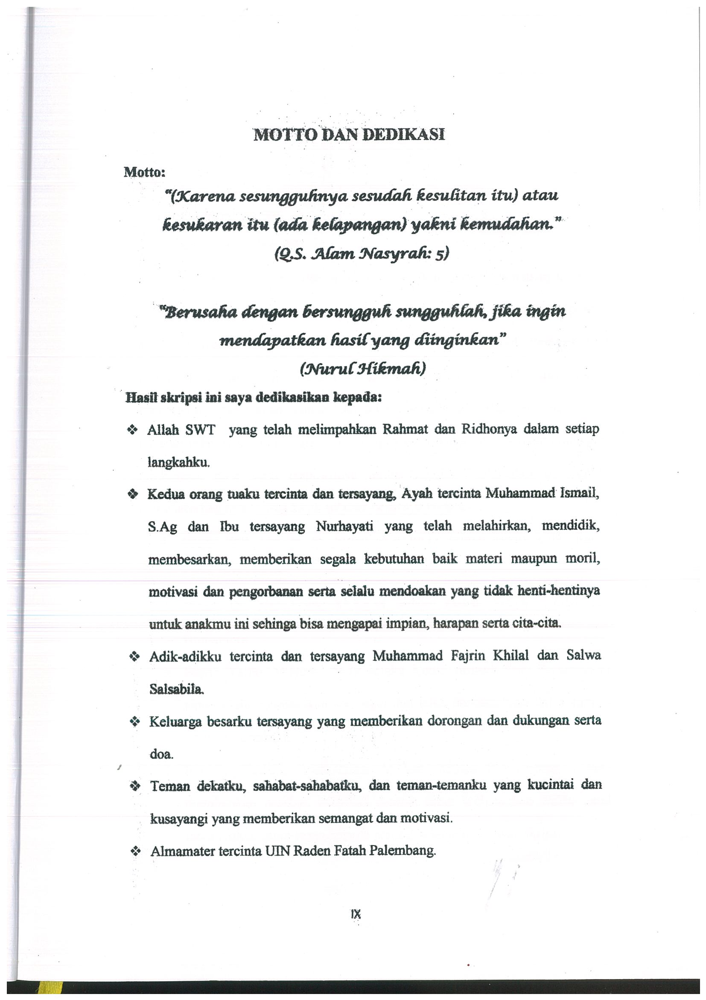 MOTTO DAN DEDIKASI
Motto:
“(Karena sesungguhnya sesudah kesulitan itu) atau
kesukaran itu (ada kelapangan) yakni kemudahan.”
(Q.S. Alam Nasyrah: 5)
“Berusaha dengan bersungguh sungguhlah, jika ingin
mendapatkan hasil yang diinginkan”
(Nurul Hikmah)
Hasil skripsi ini saya dedikasikan kepada:
❖ Allah SWT yang telah melimpahkan Rahmat dan Ridhonya dalam setiap
langkahku.
❖ Kedua orang tuaku tercinta dan tersayang, Ayah tercinta Muhammad Ismail,
S.Ag dan Ibu tersayang Nurhayati yang telah melahirkan, mendidik,
membesarkan, memberikan segala kebutuhan baik materi maupun moril,
motivasi dan pengorbanan serta selalu mendoakan yang tidak henti-hentinya
untuk anakmu ini sehinga bisa mengapai impian, harapan serta cita-cita.
❖ Adik-adikku tercinta dan tersayang Muhammad Fajrin Khilal dan Salwa
Salsabila.
❖ Keluarga besarku tersayang yang memberikan dorongan dan dukungan serta
doa.
❖ Teman dekatku, sahabat-sahabatku, dan teman-temanku yang kucintai dan
kusayangi yang memberikan semangat dan motivasi.
❖ Almamater tercinta UIN Raden Fatah Palembang.
IX